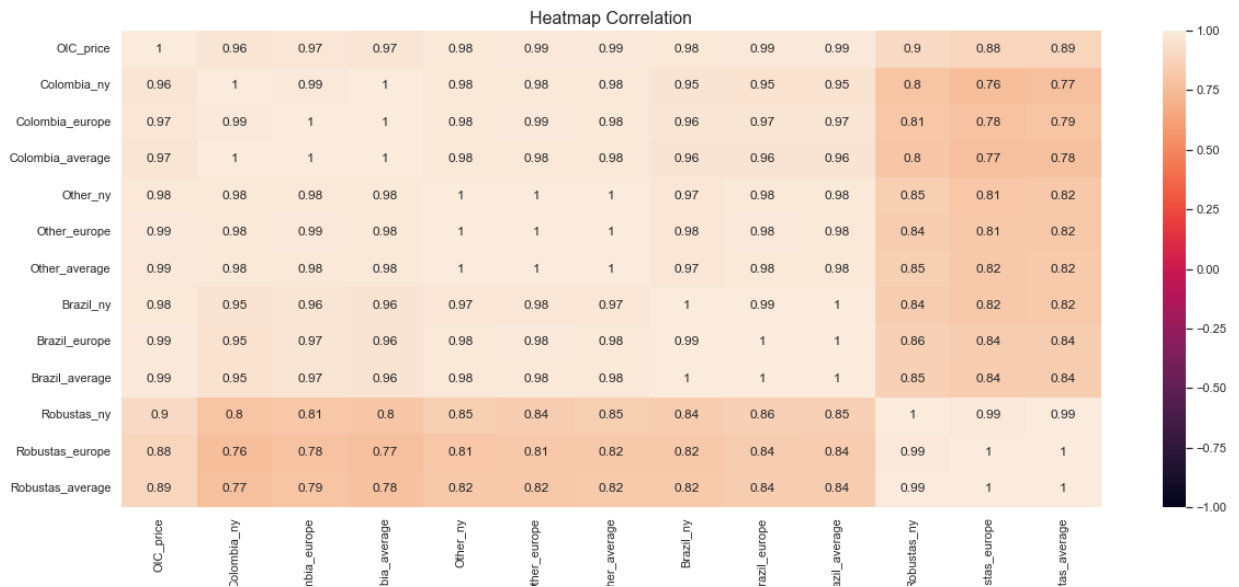 Heatmap Correlation
OIC_price 1 0.96 0.97 0.97 0.98 0.99 0.99 0.98 0.99 0.99 0.9 0.88 0.89
Colombia_ny 0.96 1 0.99 1 0.98 0.98 0.98 0.95 0.95 0.95 0.8 0.76 0.77
Colombia_europe 0.97 0.99 1 1 0.98 0.99 0.98 0.96 0.97 0.97 0.81 0.78 0.79
Colombia_average 0.97 1 1 1 0.98 0.98 0.98 0.96 0.96 0.96 0.8 0.77 0.78
Other_ny 0.98 0.98 0.98 0.98 1 1 1 0.97 0.98 0.98 0.85 0.81 0.82
Other_europe 0.99 0.98 0.99 0.98 1 1 1 0.98 0.98 0.98 0.84 0.81 0.82
Other_average 0.99 0.98 0.98 0.98 1 1 1 0.97 0.98 0.98 0.85 0.82 0.82
Brazil_ny 0.98 0.95 0.96 0.96 0.97 0.98 0.97 1 0.99 1 0.84 0.82 0.82
Brazil_europe 0.99 0.95 0.97 0.96 0.98 0.98 0.98 0.99 1 1 0.86 0.84 0.84
Brazil_average 0.99 0.95 0.97 0.96 0.98 0.98 0.98 1 1 1 0.85 0.84 0.84
Robustas_ny 0.9 0.8 0.81 0.8 0.85 0.84 0.85 0.84 0.86 0.85 1 0.99 0.99
Robustas_europe 0.88 0.76 0.78 0.77 0.81 0.81 0.82 0.82 0.84 0.84 0.99 1 1
Robustas_average 0.89 0.77 0.79 0.78 0.82 0.82 0.82 0.82 0.84 0.84 0.99 1 1
OIC_price
Colombia_ny
mbia_europe
bia_average
Other_ny
ther_europe
her_average
Brazil_ny
razil_europe
azil_average
Robustas_ny
stas_europe
tas_average
1.00
0.75
0.50
0.25
0.00
−0.25
−0.50
−0.75
−1.00